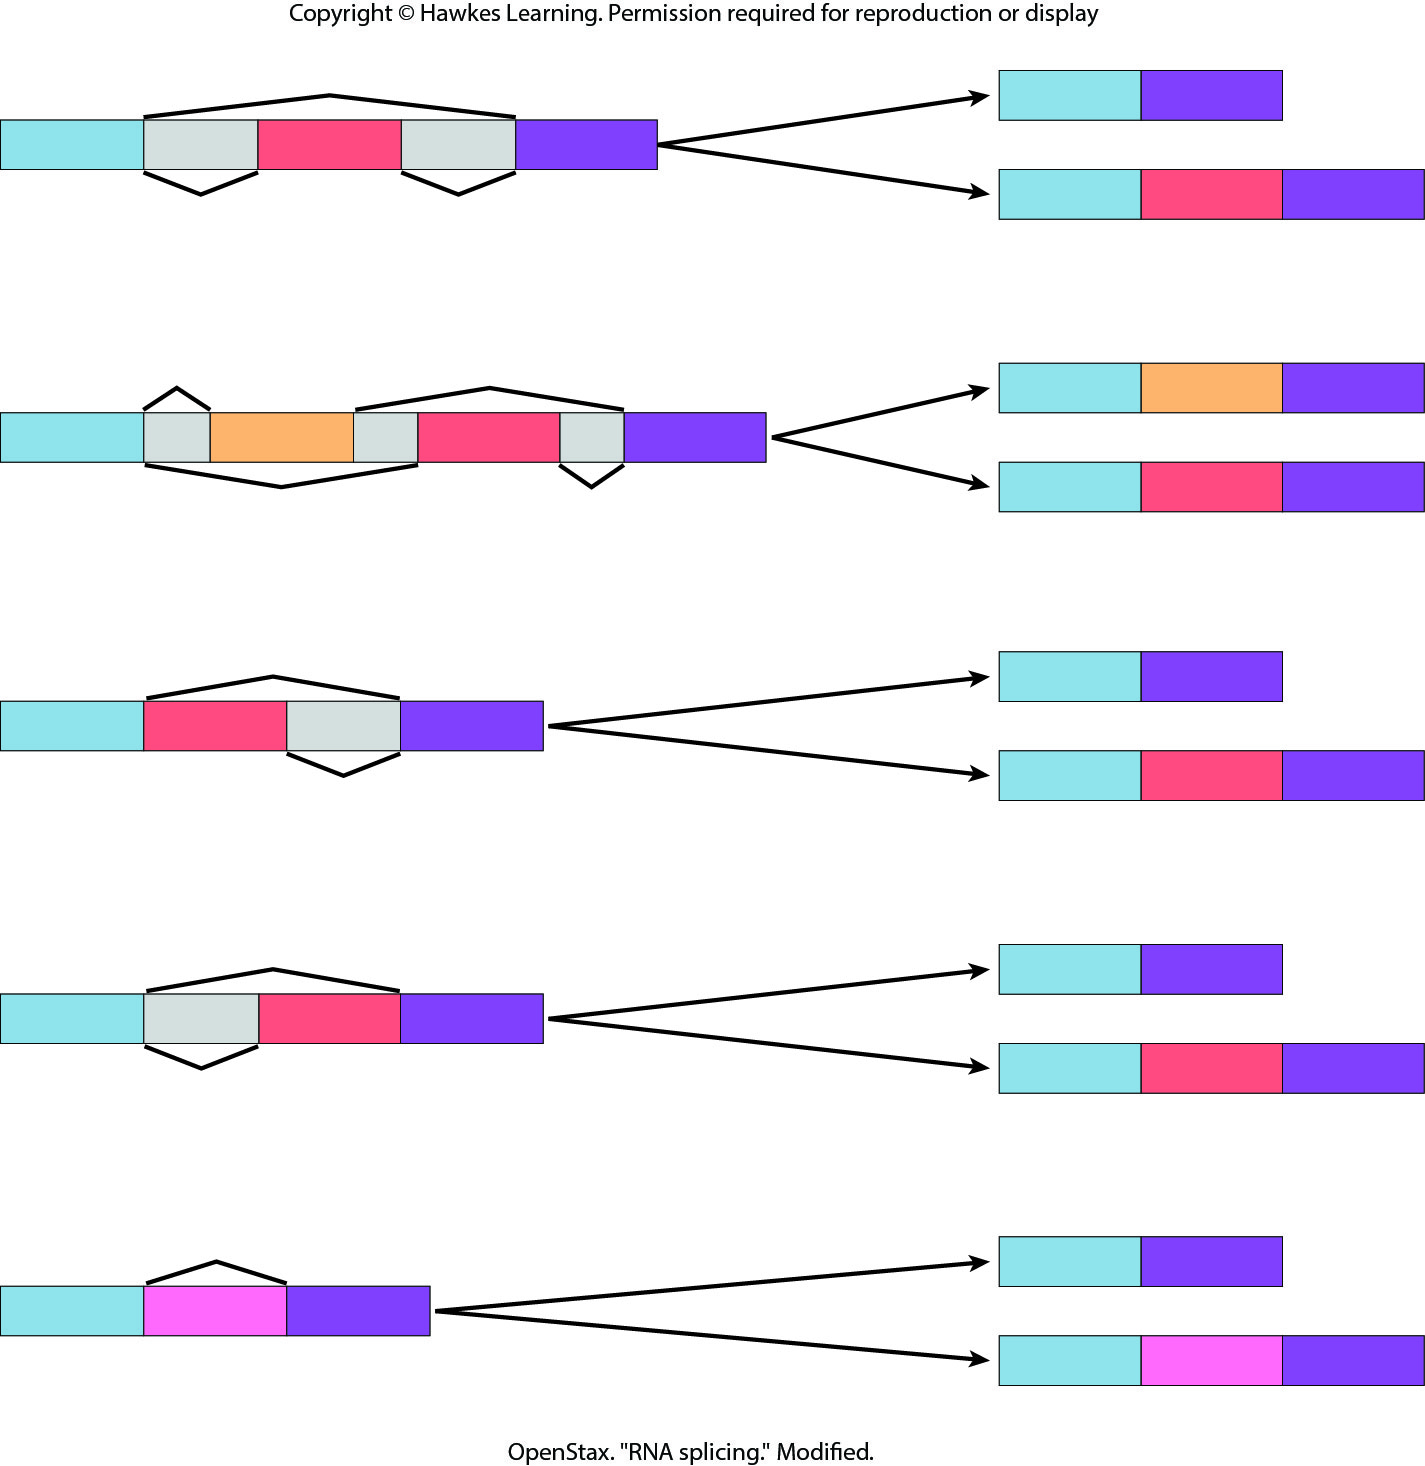 Copyright © Hawkes Learning. Permission required for reproduction or display
OpenStax. "RNA splicing." Modified.